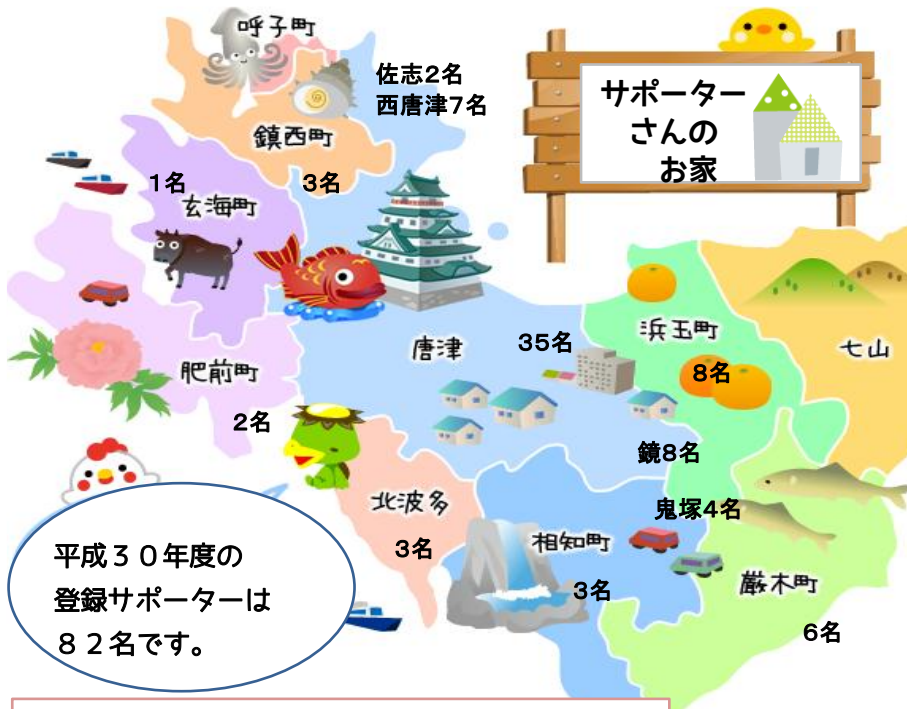 呼子町
佐志2名
西唐津7名
サポーター
さんの
お家
鎮西町
3名
1名
玄海町
浜玉町
七山
唐津
35名
8名
肥前町
2名
鏡8名
北波多
3名
鬼塚4名
相知町
3名
厳木町
6名
平成３０年度の
登録サポーターは
８２名です。